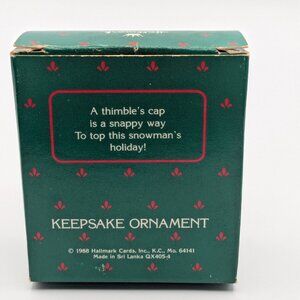 A thimble's cap
is a snappy way
To top this snowman's
holiday!
KEEPSAKE ORNAMENT
© 1988 Hallmark Cards, Inc., K.C., Mo. 64141
Made in Sri Lanka QX405-4